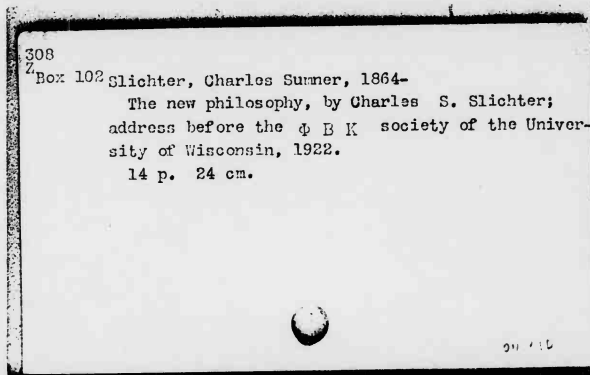 308
Z
Box 102 Slichter, Charles Sumner, 1864-
The new philosophy, by Charles S. Slichter;
address before the Φ B K society of the Univer-
sity of Wisconsin, 1922.
14 p. 24 cm.